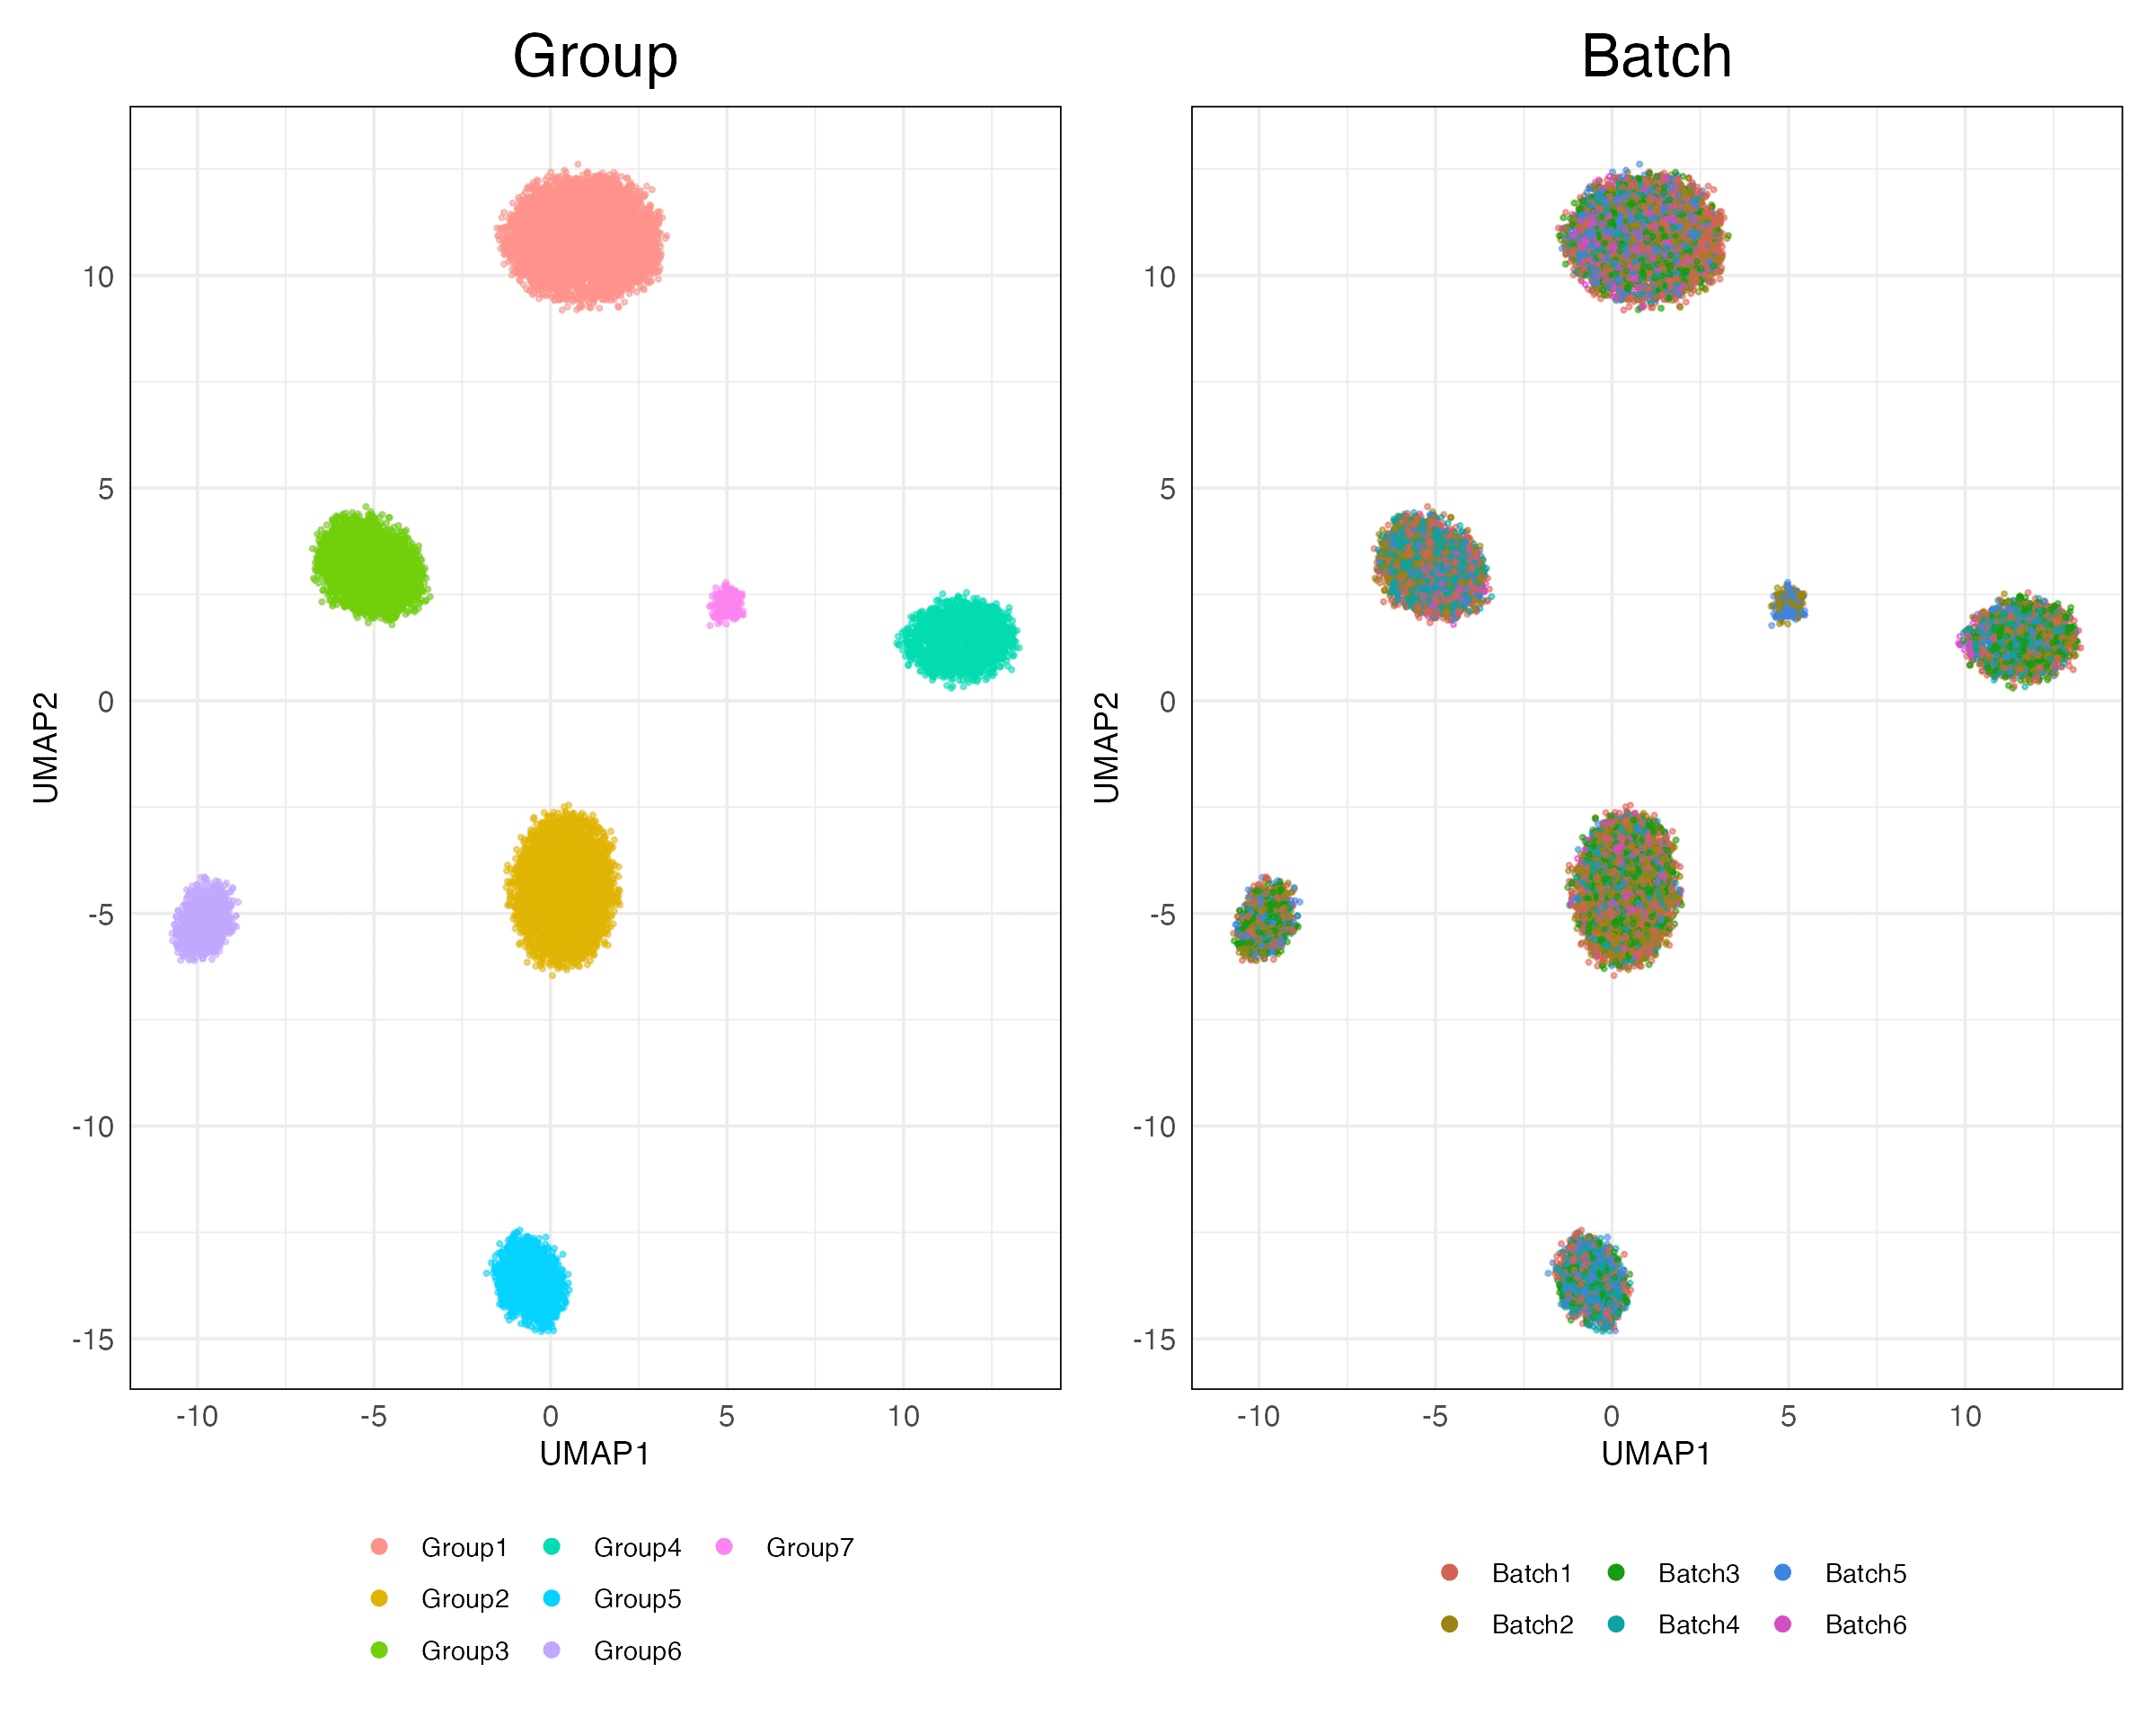 Group
Batch
10
5
0
-5
-10
-15
UMAP2
-10 -5 0 5 10
UMAP1
Group1 Group4 Group7
Group2 Group5
Group3 Group6
10
5
0
-5
-10
-15
UMAP2
-10 -5 0 5 10
UMAP1
Batch1 Batch3 Batch5
Batch2 Batch4 Batch6